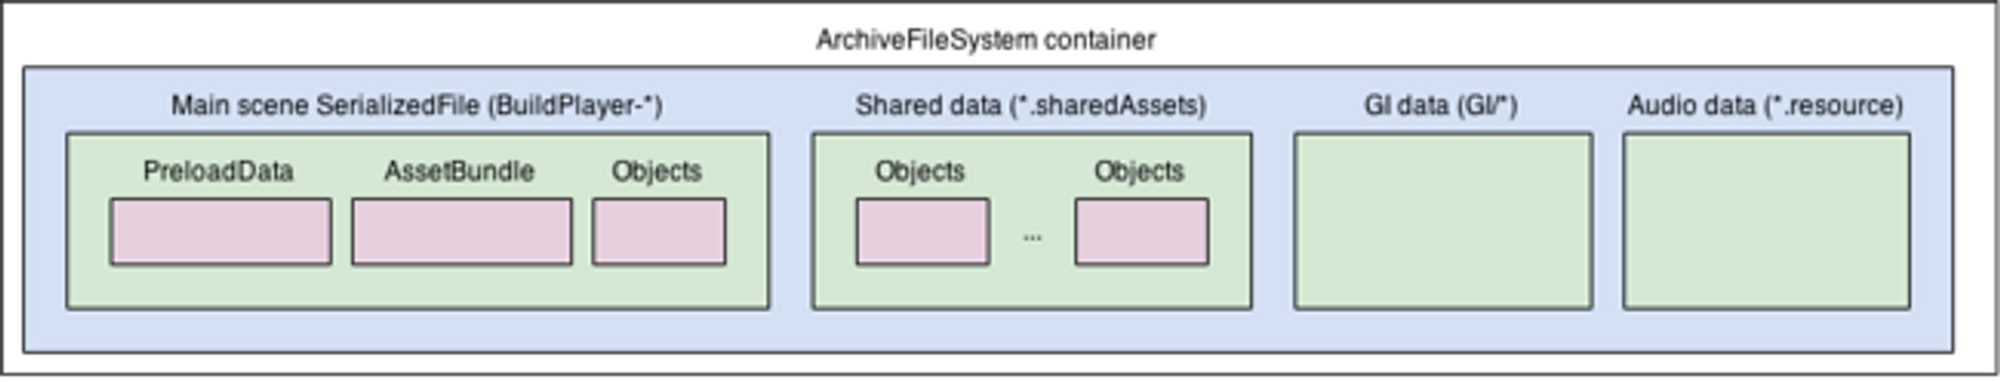 ArchiveFileSystem container
Main scene SerializedFile (BuildPlayer-*)
Shared data (*.sharedAssets)
GI data (GI/*)
Audio data (*.resource)
PreloadData
AssetBundle
Objects
Objects
...
Objects